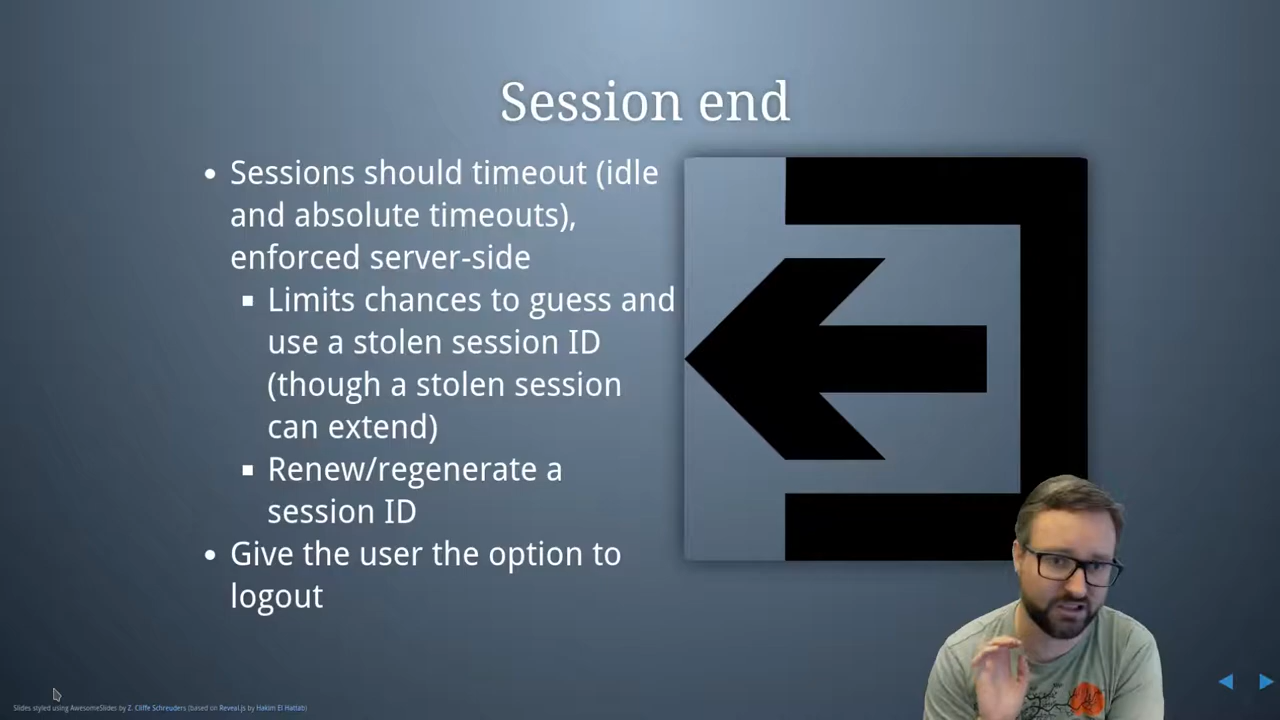 Session end
• Sessions should timeout (idle
and absolute timeouts),
enforced server-side
▪ Limits chances to guess and
use a stolen session ID
(though a stolen session
can extend)
▪ Renew/regenerate a
session ID
• Give the user the option to
logout
Slides styled using AwesomeSlides by Z. Cliffe Schreuders (based on Reveal.js by Hakim El Hattab)